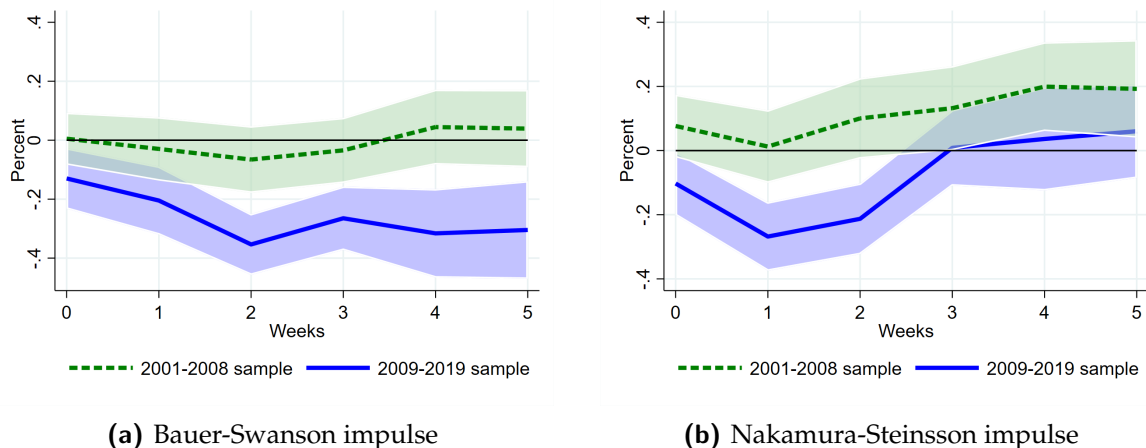 .4
.2
0
-.2
-.4
Percent
0 1 2 3 4 5
Weeks
2001-2008 sample 2009-2019 sample
(a) Bauer-Swanson impulse
.4
.2
0
-.2
-.4
Percent
0 1 2 3 4 5
Weeks
2001-2008 sample 2009-2019 sample
(b) Nakamura-Steinsson impulse